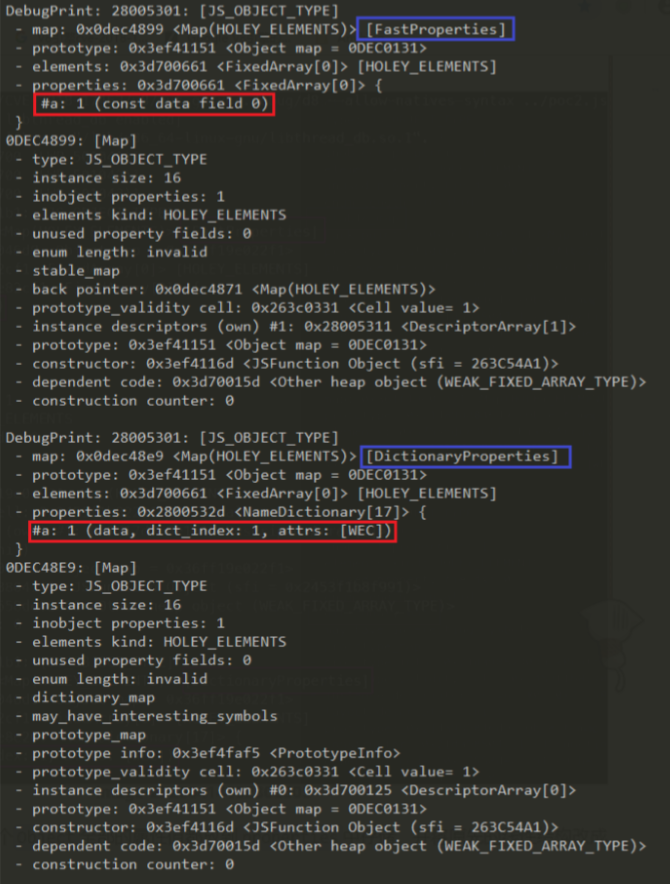 DebugPrint: 28005301: [JS_OBJECT_TYPE]
- map: 0x0dec4899 <Map(HOLEY_ELEMENTS)> [FastProperties]
- prototype: 0x3ef41151 <Object map = 0DEC0131>
- elements: 0x3d700661 <FixedArray[0]> [HOLEY_ELEMENTS]
- properties: 0x3d700661 <FixedArray[0]> {
#a: 1 (const data field 0)
}
0DEC4899: [Map]
- type: JS_OBJECT_TYPE
- instance size: 16
- inobject properties: 1
- elements kind: HOLEY_ELEMENTS
- unused property fields: 0
- enum length: invalid
- stable_map
- back pointer: 0x0dec4871 <Map(HOLEY_ELEMENTS)>
- prototype_validity cell: 0x263c0331 <Cell value= 1>
- instance descriptors (own) #1: 0x28005311 <DescriptorArray[1]>
- prototype: 0x3ef41151 <Object map = 0DEC0131>
- constructor: 0x3ef4116d <JSFunction Object (sfi = 263C54A1)>
- dependent code: 0x3d70015d <Other heap object (WEAK_FIXED_ARRAY_TYPE)>
- construction counter: 0
DebugPrint: 28005301: [JS_OBJECT_TYPE]
- map: 0x0dec48e9 <Map(HOLEY_ELEMENTS)> [DictionaryProperties]
- prototype: 0x3ef41151 <Object map = 0DEC0131>
- elements: 0x3d700661 <FixedArray[0]> [HOLEY_ELEMENTS]
- properties: 0x2800532d <NameDictionary[17]> {
#a: 1 (data, dict_index: 1, attrs: [WEC])
}
0DEC48E9: [Map]
- type: JS_OBJECT_TYPE
- instance size: 16
- inobject properties: 1
- elements kind: HOLEY_ELEMENTS
- unused property fields: 0
- enum length: invalid
- dictionary_map
- may_have_interesting_symbols
- prototype_map
- prototype info: 0x3ef4faf5 <PrototypeInfo>
- prototype_validity cell: 0x263c0331 <Cell value= 1>
- instance descriptors (own) #0: 0x3d700125 <DescriptorArray[0]>
- prototype: 0x3ef41151 <Object map = 0DEC0131>
- constructor: 0x3ef4116d <JSFunction Object (sfi = 263C54A1)>
- dependent code: 0x3d70015d <Other heap object (WEAK_FIXED_ARRAY_TYPE)>
- construction counter: 0